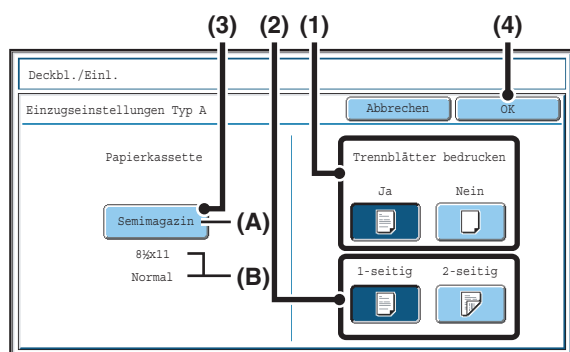 (3) (2) (1) (4)
Deckbl./Einl.
Einzugseinstellungen Typ A Abbrechen OK
Papierkassette Trennblätter bedrucken
Ja Nein
Semimagazin (A)
8½x11
Normal (B)
1-seitig 2-seitig